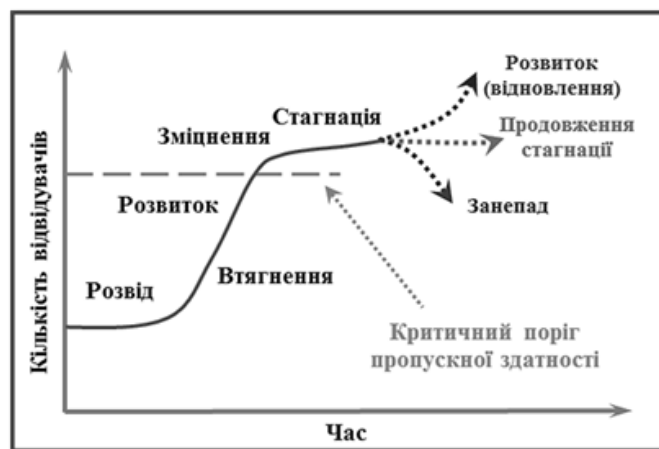 Розвиток
(відновлення)
Стагнація
Зміцнення
Продовження
стагнації
Розвиток
Занепад
Втягнення
Розвід
Критичний поріг
пропускної здатності
Кількість відвідувачів
Час